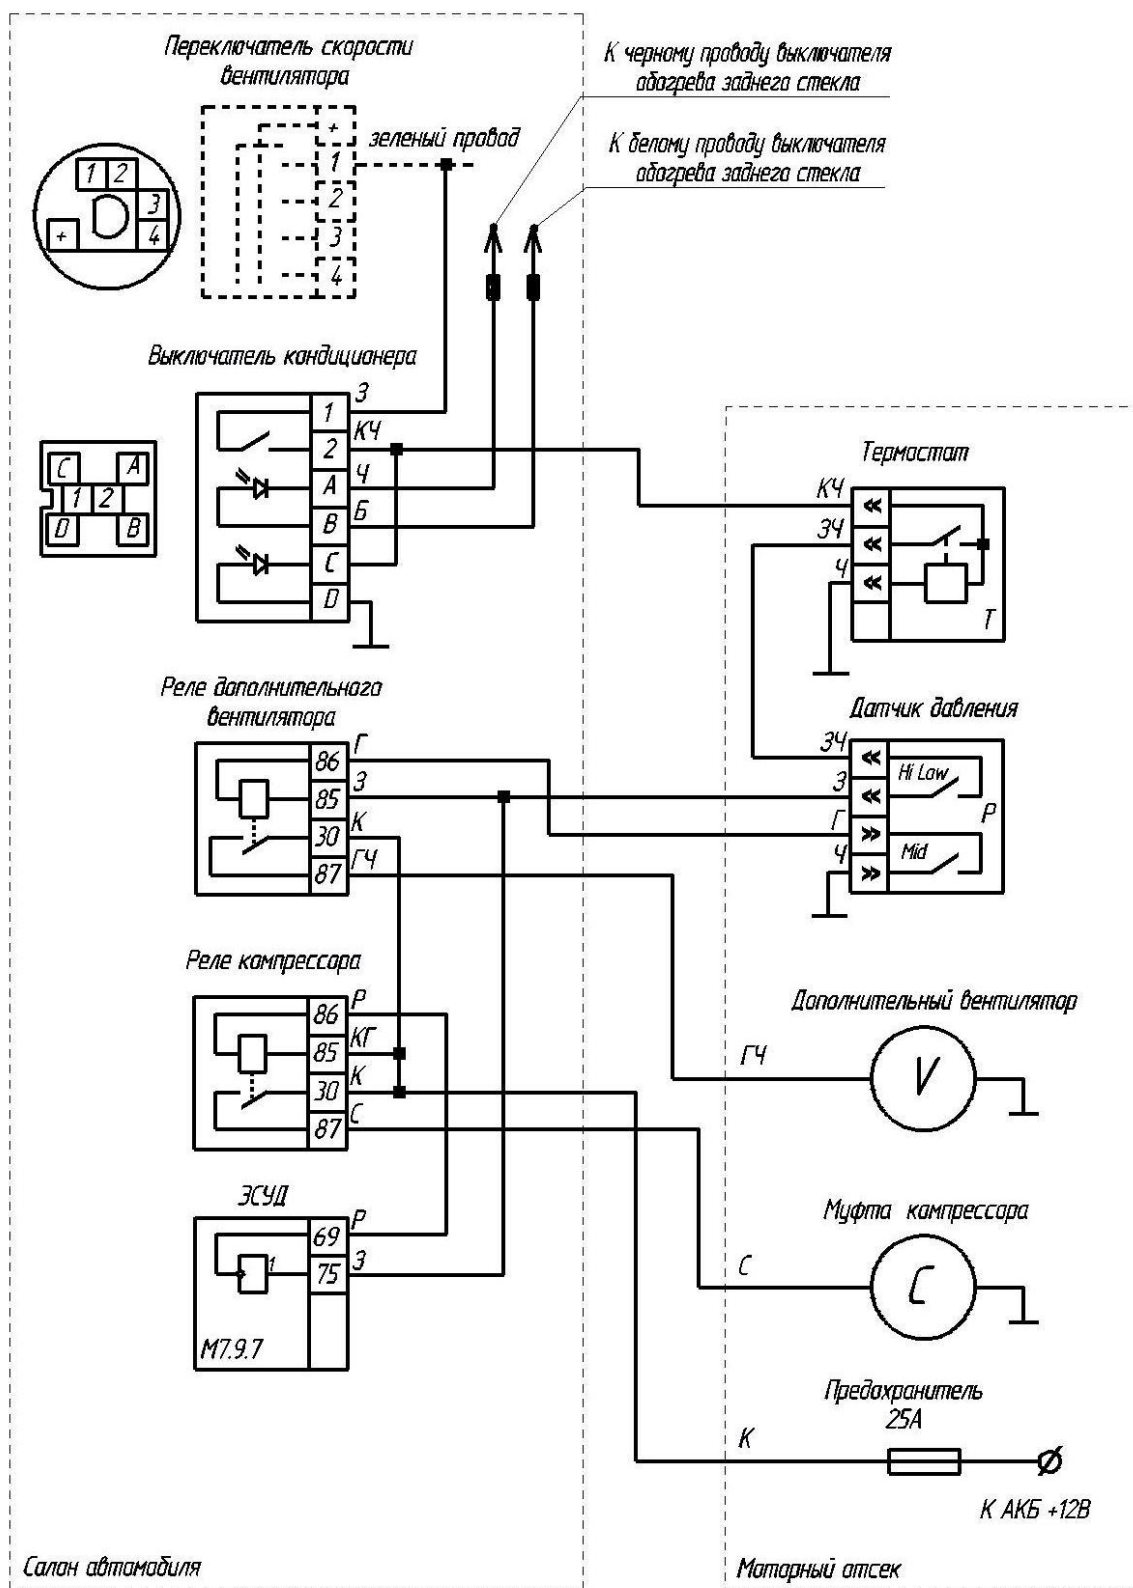 Переключатель скорости
вентилятора
К черному проводу выключателя
обогрева заднего стекла
зеленый провод
К белому проводу выключателя
обогрева заднего стекла
+
1
2
3
4
1 2
3
+ 4
Выключатель кондиционера
1 З
2 КЧ
A Ч
B Б
C
D
C A
1 2
D B
Термостат
КЧ
ЗЧ
Ч
T
Реле дополнительного
вентилятора
86 Г
85 З
30 К
87 ГЧ
Датчик давления
ЗЧ
Hi Low
З
P
Г
Mid
Ч
Реле компрессора
86 Р
85 КГ
30 К
87 С
Дополнительный вентилятор
ГЧ
V
ЭСУД
69 Р
1 75 З
М7.9.7
Муфта компрессора
С
C
Предохранитель
25А
К
К АКБ +12В
Салон автомобиля
Моторный отсек